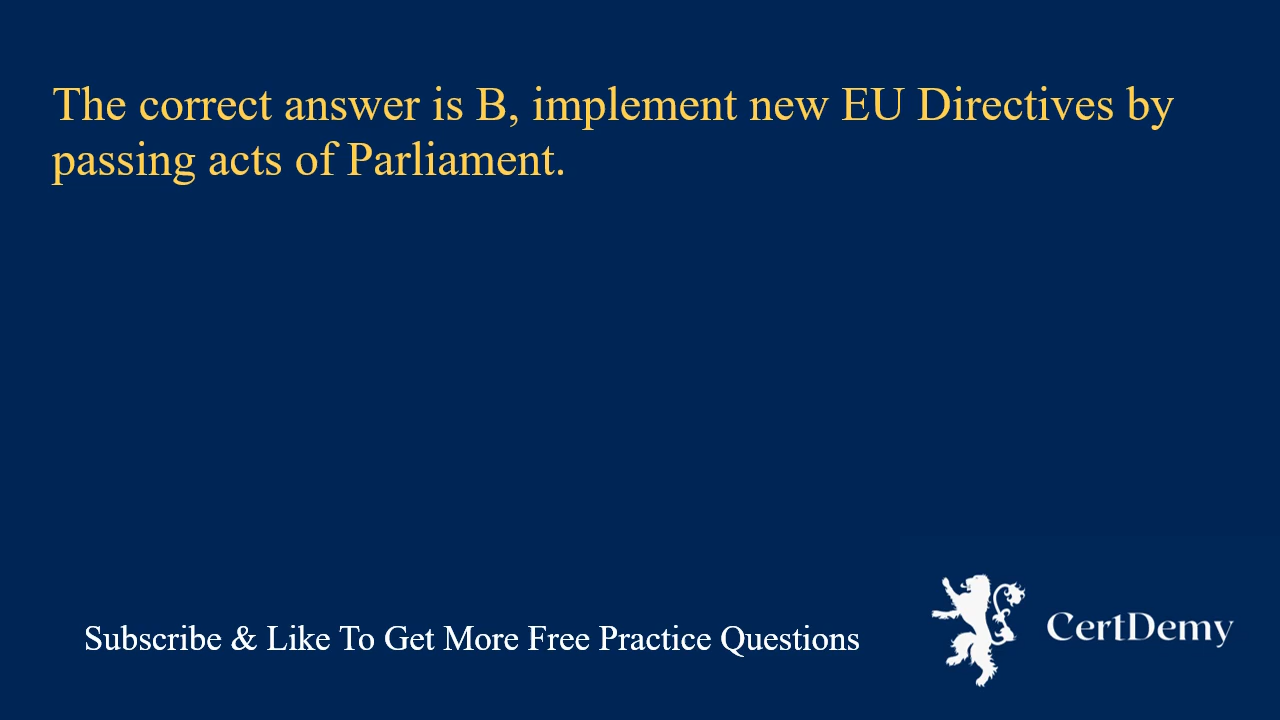 The correct answer is B, implement new EU Directives by
passing acts of Parliament.
Subscribe & Like To Get More Free Practice Questions
CertDemy